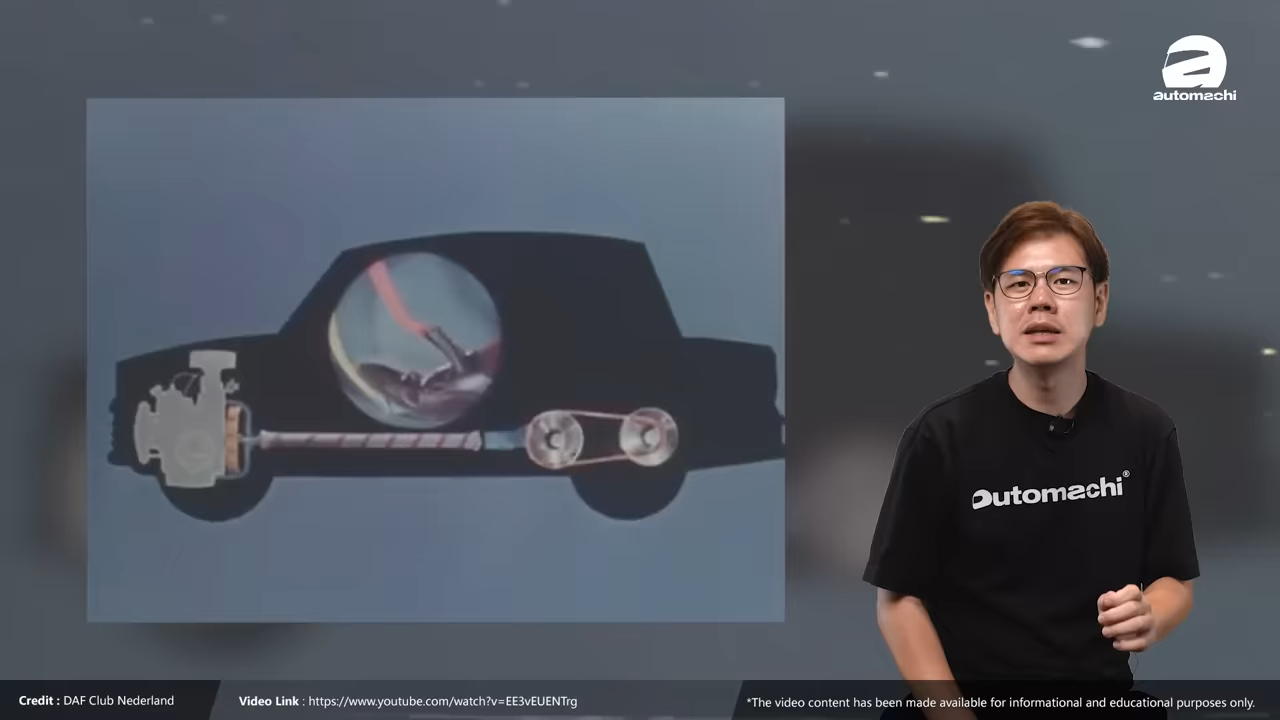 automachi
automachi®
Credit : DAF Club Nederland
Video Link : https://www.youtube.com/watch?v=EE3vEUENTrg
*The video content has been made available for informational and educational purposes only.